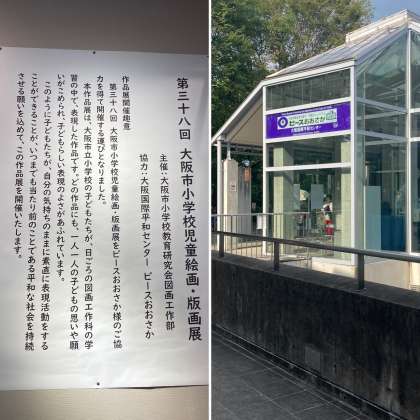 第三十八回 大阪市小学校児童絵画・版画展
主催：大阪市小学校教育研究会図画工作部
協力：大阪国際平和センター ピースおおさか
作品展開催趣意
第三十八回 大阪市小学校児童絵画・版画展をピースおおさか様のご協
力を得て開催する運びとなりました。
本作品展は、大阪市立小学校の子どもたちが、日ごろの図画工作科の学
習の中で、表現した作品です。どの作品にも、一人一人の子どもの思いや願
いがこめられ、子どもらしい表現のよさがあふれています。
このように子どもたちが、自分の気持ちのままに素直に表現活動をする
ことができることが、いつまでも当たり前のことである平和な社会を持続
させる願いを込めて、この作品展を開催いたします。
ピースおおさか
大阪国際平和センター